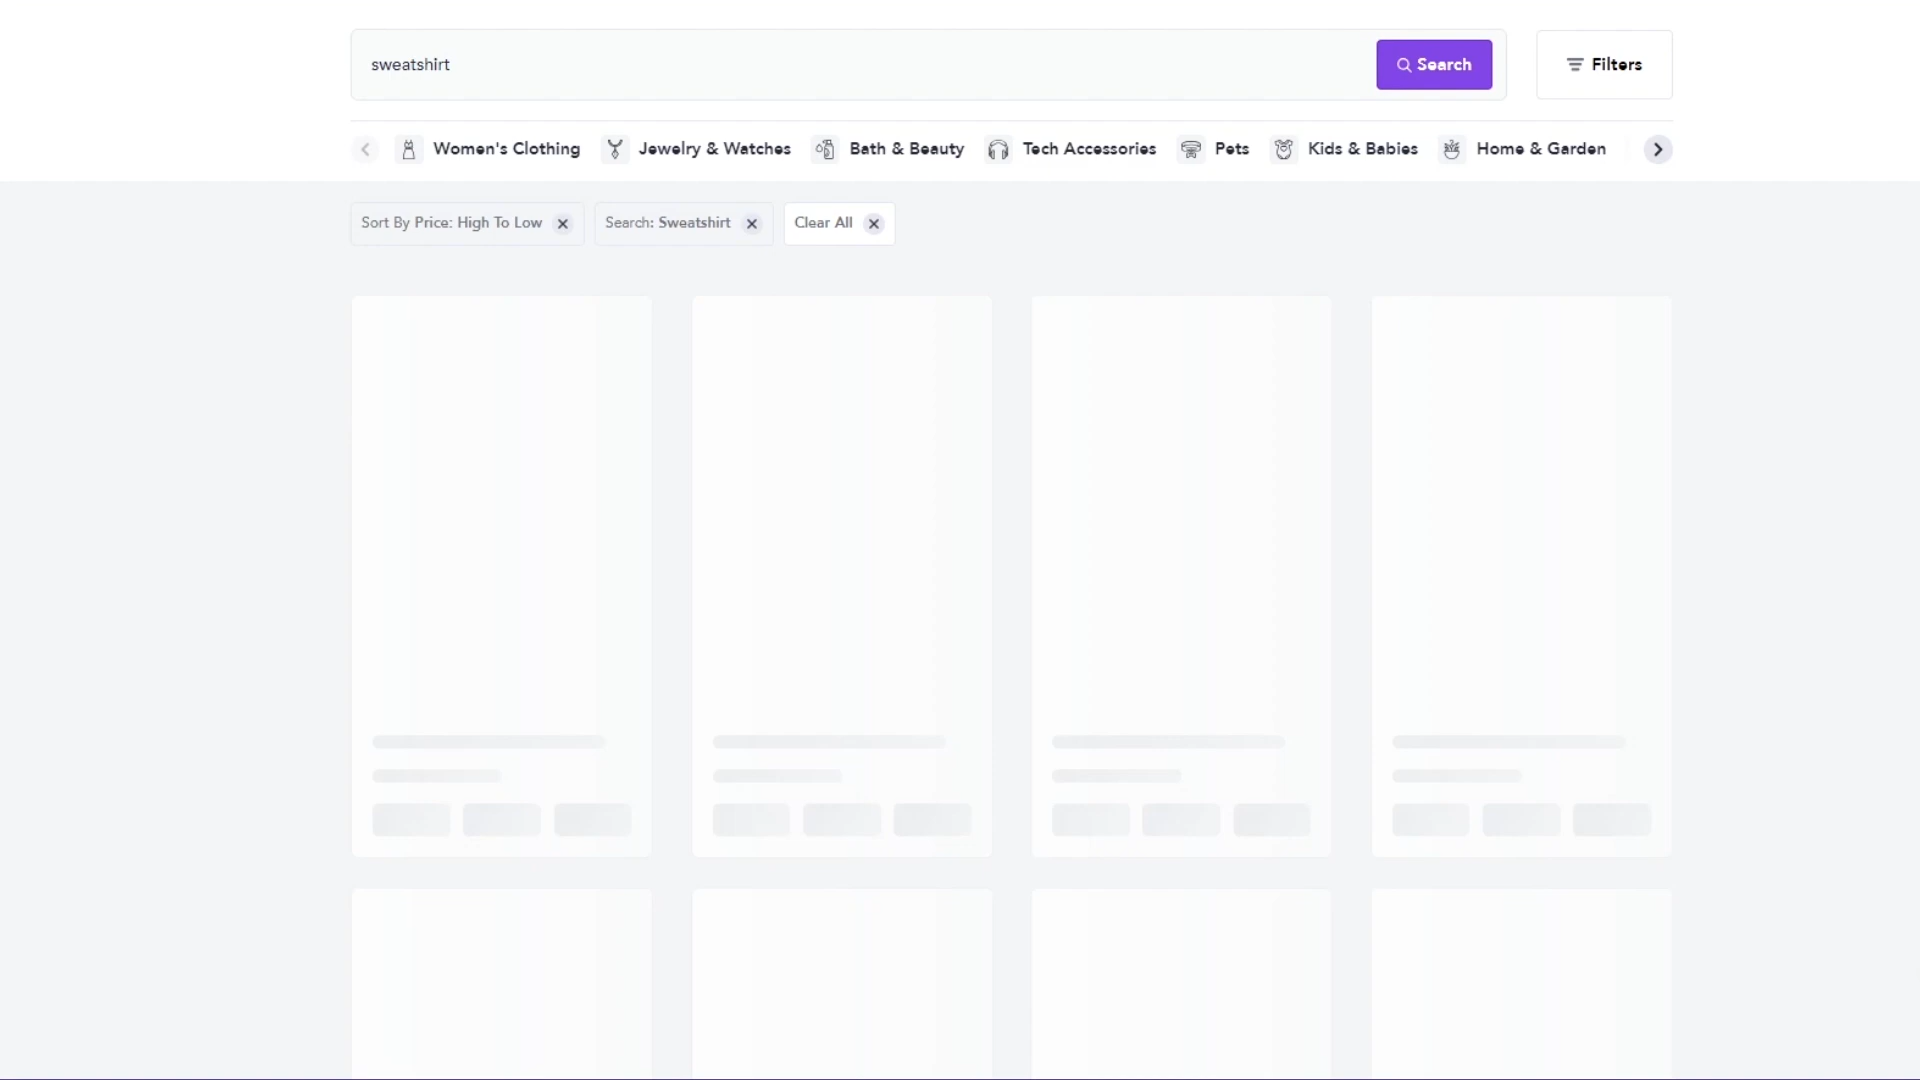 sweatshirt
Search
Filters
Women's Clothing
Jewelry & Watches
Bath & Beauty
Tech Accessories
Pets
Kids & Babies
Home & Garden
Sort By Price: High To Low
Search: Sweatshirt
Clear All